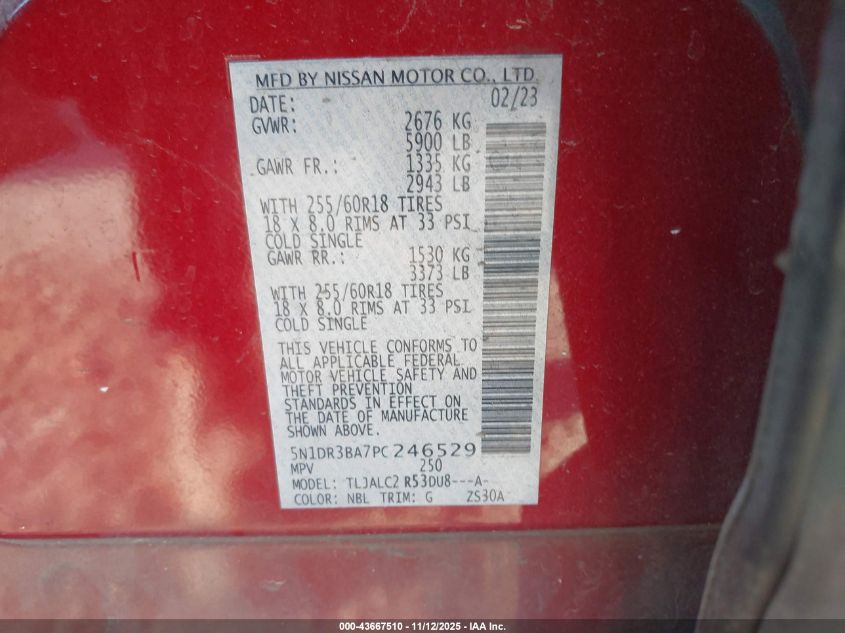 MFD BY NISSAN MOTOR CO., LTD.
DATE: 02/23
GVWR: 2676 KG
5900 LB
GAWR FR.: 1335 KG
2943 LB
WITH 255/60R18 TIRES
18 X 8.0 RIMS AT 33 PSI
COLD SINGLE
GAWR RR.: 1530 KG
3373 LB
WITH 255/60R18 TIRES
18 X 8.0 RIMS AT 33 PSI
COLD SINGLE
THIS VEHICLE CONFORMS TO
ALL APPLICABLE FEDERAL
MOTOR VEHICLE SAFETY AND
THEFT PREVENTION
STANDARDS IN EFFECT ON
THE DATE OF MANUFACTURE
SHOWN ABOVE.
5N1DR3BA7PC246529
MPV 250
MODEL: TLJALC2 R53DU8---A-
COLOR: NBL TRIM: G ZS30A
000-43667510 - 11/12/2025 - IAA Inc.